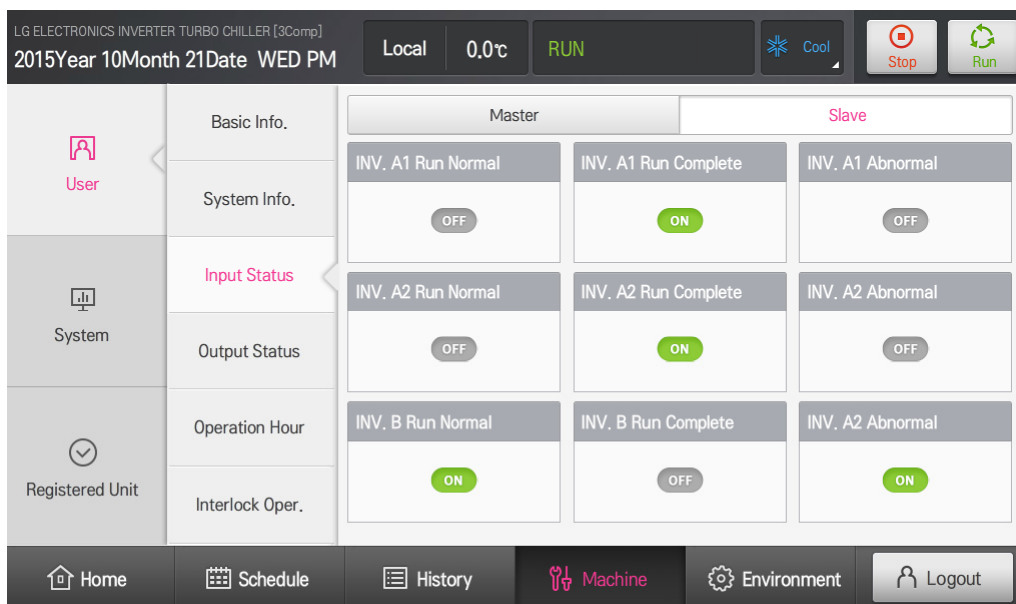 LG ELECTRONICS INVERTER TURBO CHILLER [3Comp]
2015Year 10Month 21Date WED PM
Local 0.0℃ RUN Cool Stop Run
User
System
Registered Unit
Basic Info.
System Info.
Input Status
Output Status
Operation Hour
Interlock Oper.
Master Slave
INV. A1 Run Normal INV. A1 Run Complete INV. A1 Abnormal
OFF ON OFF
INV. A2 Run Normal INV. A2 Run Complete INV. A2 Abnormal
OFF ON OFF
INV. B Run Normal INV. B Run Complete INV. A2 Abnormal
ON OFF ON
Home Schedule History Machine Environment Logout